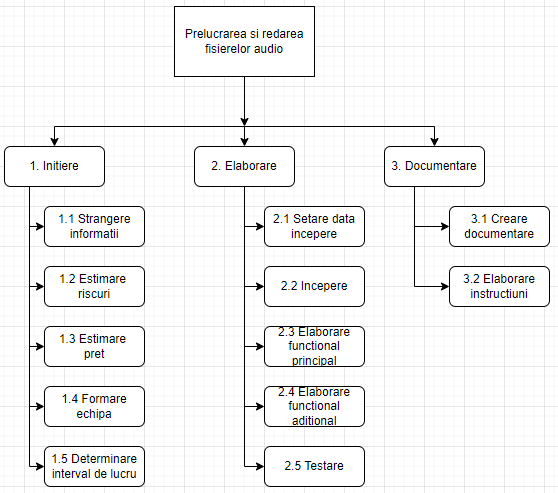 Prelucrarea si redarea
fisierelor audio
1. Initiere
2. Elaborare
3. Documentare
1.1 Strangere
informatii
1.2 Estimare
riscuri
1.3 Estimare
pret
1.4 Formare
echipa
1.5 Determinare
interval de lucru
2.1 Setare data
incepere
2.2 Incepere
2.3 Elaborare
functional
principal
2.4 Elaborare
functional
aditional
2.5 Testare
3.1 Creare
documentare
3.2 Elaborare
instructiuni